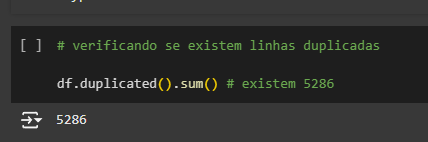 [ ] # verificando se existem linhas duplicadas
df.duplicated().sum() # existem 5286
5286